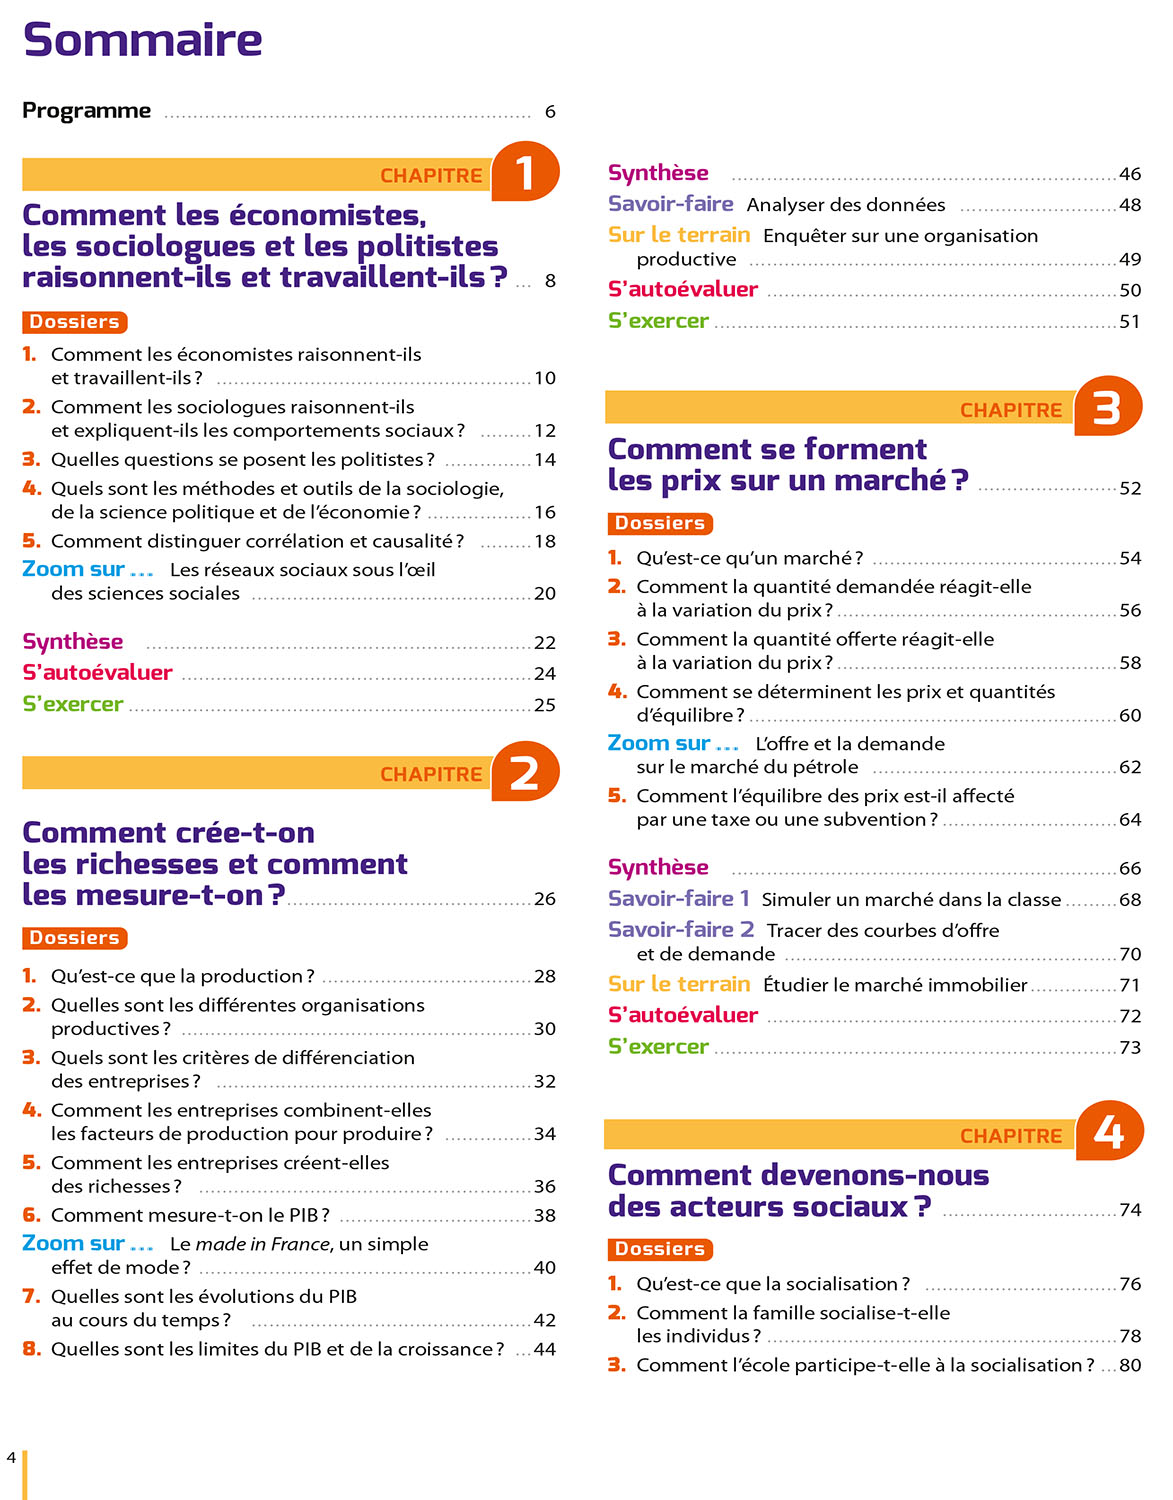 Sommaire
Programme ... 6
CHAPITRE 1
Comment les économistes,
les sociologues et les politistes
raisonnent-ils et travaillent-ils ? ... 8
Dossiers
1. Comment les économistes raisonnent-ils
et travaillent-ils ? ... 10
2. Comment les sociologues raisonnent-ils
et expliquent-ils les comportements sociaux ? ... 12
3. Quelles questions se posent les politistes ? ... 14
4. Quels sont les méthodes et outils de la sociologie,
de la science politique et de l’économie ? ... 16
5. Comment distinguer corrélation et causalité ? ... 18
Zoom sur ... Les réseaux sociaux sous l’œil
des sciences sociales ... 20
Synthèse ... 22
S’autoévaluer ... 24
S’exercer ... 25
CHAPITRE 2
Comment crée-t-on
les richesses et comment
les mesure-t-on ? ... 26
Dossiers
1. Qu’est-ce que la production ? ... 28
2. Quelles sont les différentes organisations
productives ? ... 30
3. Quels sont les critères de différenciation
des entreprises ? ... 32
4. Comment les entreprises combinent-elles
les facteurs de production pour produire ? ... 34
5. Comment les entreprises créent-elles
des richesses ? ... 36
6. Comment mesure-t-on le PIB ? ... 38
Zoom sur ... Le made in France, un simple
effet de mode ? ... 40
7. Quelles sont les évolutions du PIB
au cours du temps ? ... 42
8. Quelles sont les limites du PIB et de la croissance ? ... 44
Synthèse ... 46
Savoir-faire Analyser des données ... 48
Sur le terrain Enquêter sur une organisation
productive ... 49
S’autoévaluer ... 50
S’exercer ... 51
CHAPITRE 3
Comment se forment
les prix sur un marché ? ... 52
Dossiers
1. Qu’est-ce qu’un marché ? ... 54
2. Comment la quantité demandée réagit-elle
à la variation du prix ? ... 56
3. Comment la quantité offerte réagit-elle
à la variation du prix ? ... 58
4. Comment se déterminent les prix et quantités
d’équilibre ? ... 60
Zoom sur ... L’offre et la demande
sur le marché du pétrole ... 62
5. Comment l’équilibre des prix est-il affecté
par une taxe ou une subvention ? ... 64
Synthèse ... 66
Savoir-faire 1 Simuler un marché dans la classe ... 68
Savoir-faire 2 Tracer des courbes d’offre
et de demande ... 70
Sur le terrain Étudier le marché immobilier ... 71
S’autoévaluer ... 72
S’exercer ... 73
CHAPITRE 4
Comment devenons-nous
des acteurs sociaux ? ... 74
Dossiers
1. Qu’est-ce que la socialisation ? ... 76
2. Comment la famille socialise-t-elle
les individus ? ... 78
3. Comment l’école participe-t-elle à la socialisation ? ... 80
4